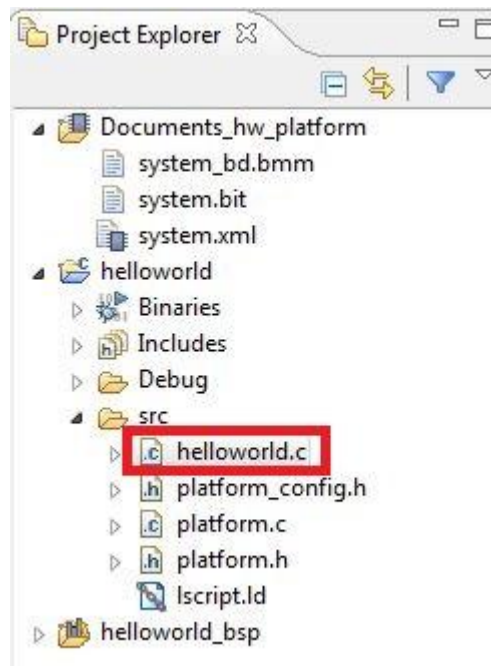 Project Explorer
Documents_hw_platform
system_bd.bmm
system.bit
system.xml
helloworld
Binaries
Includes
Debug
src
helloworld.c
platform_config.h
platform.c
platform.h
lscript.ld
helloworld_bsp